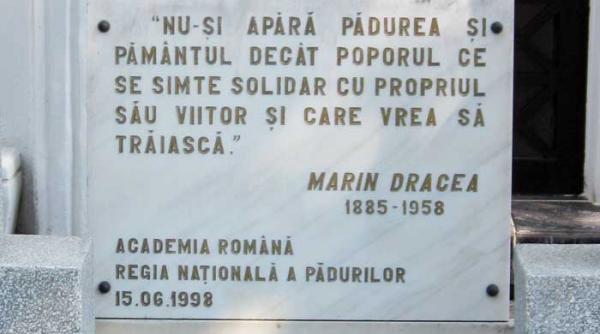 "NU-ȘI APĂRĂ PĂDUREA ȘI
PĂMÂNTUL DECÂT POPORUL CE
SE SIMTE SOLIDAR CU PROPRIUL
SĂU VIITOR ȘI CARE VREA SĂ
TRĂIASCĂ."
MARIN DRACEA
1885-1958
ACADEMIA ROMÂNĂ
REGIA NAȚIONALĂ A PĂDURILOR
15.06.1998